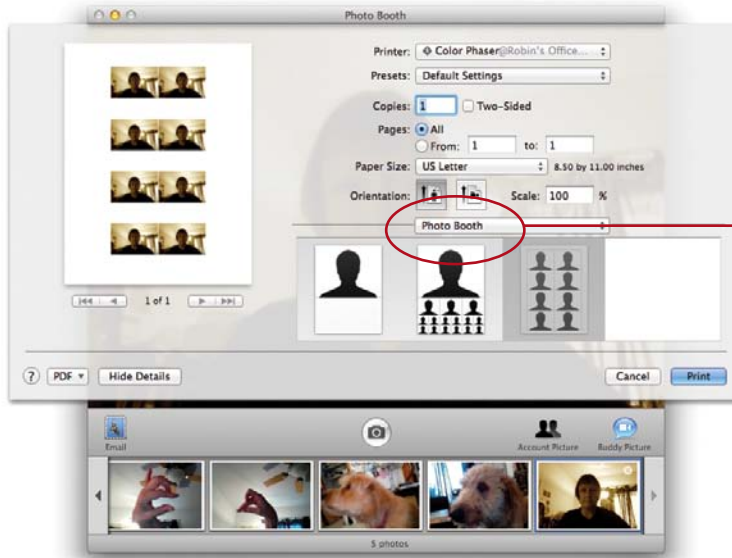 Photo Booth
Printer: Color Phaser@Robin's Office...
Presets: Default Settings
Copies: 1 Two-Sided
Pages: All
From: 1 to: 1
Paper Size: US Letter 8.50 by 11.00 inches
Orientation: Scale: 100 %
Photo Booth
1 of 1
? PDF Hide Details Cancel Print
Email Account Picture Buddy Picture
5 photos